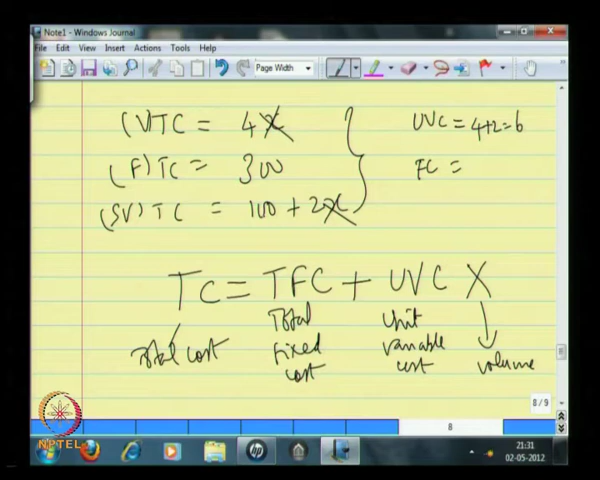 Note1 - Windows Journal
File Edit View Insert Actions Tools Help
Page Width
(V)TC = 4X
UVC = 4+2=6
(F)TC = 300
FC =
(SV)TC = 100 + 2X
TC = TFC + UVC X
Total cost
Total fixed cost
Unit variable cost
volume
8/9
8
NPTEL
21:31
02-05-2012